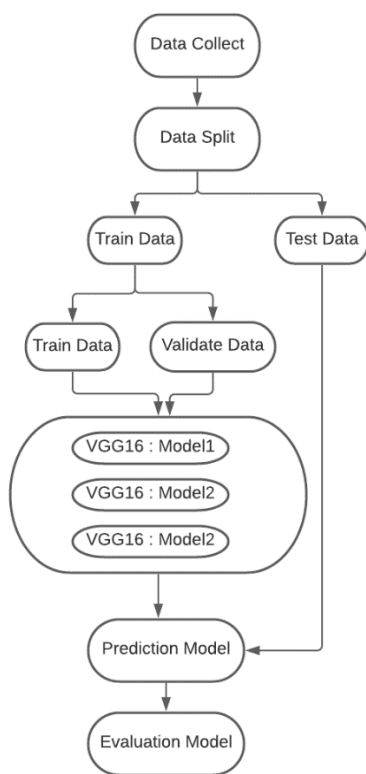 Data Collect
Data Split
Train Data
Test Data
Train Data
Validate Data
VGG16 : Model1
VGG16 : Model2
VGG16 : Model2
Prediction Model
Evaluation Model